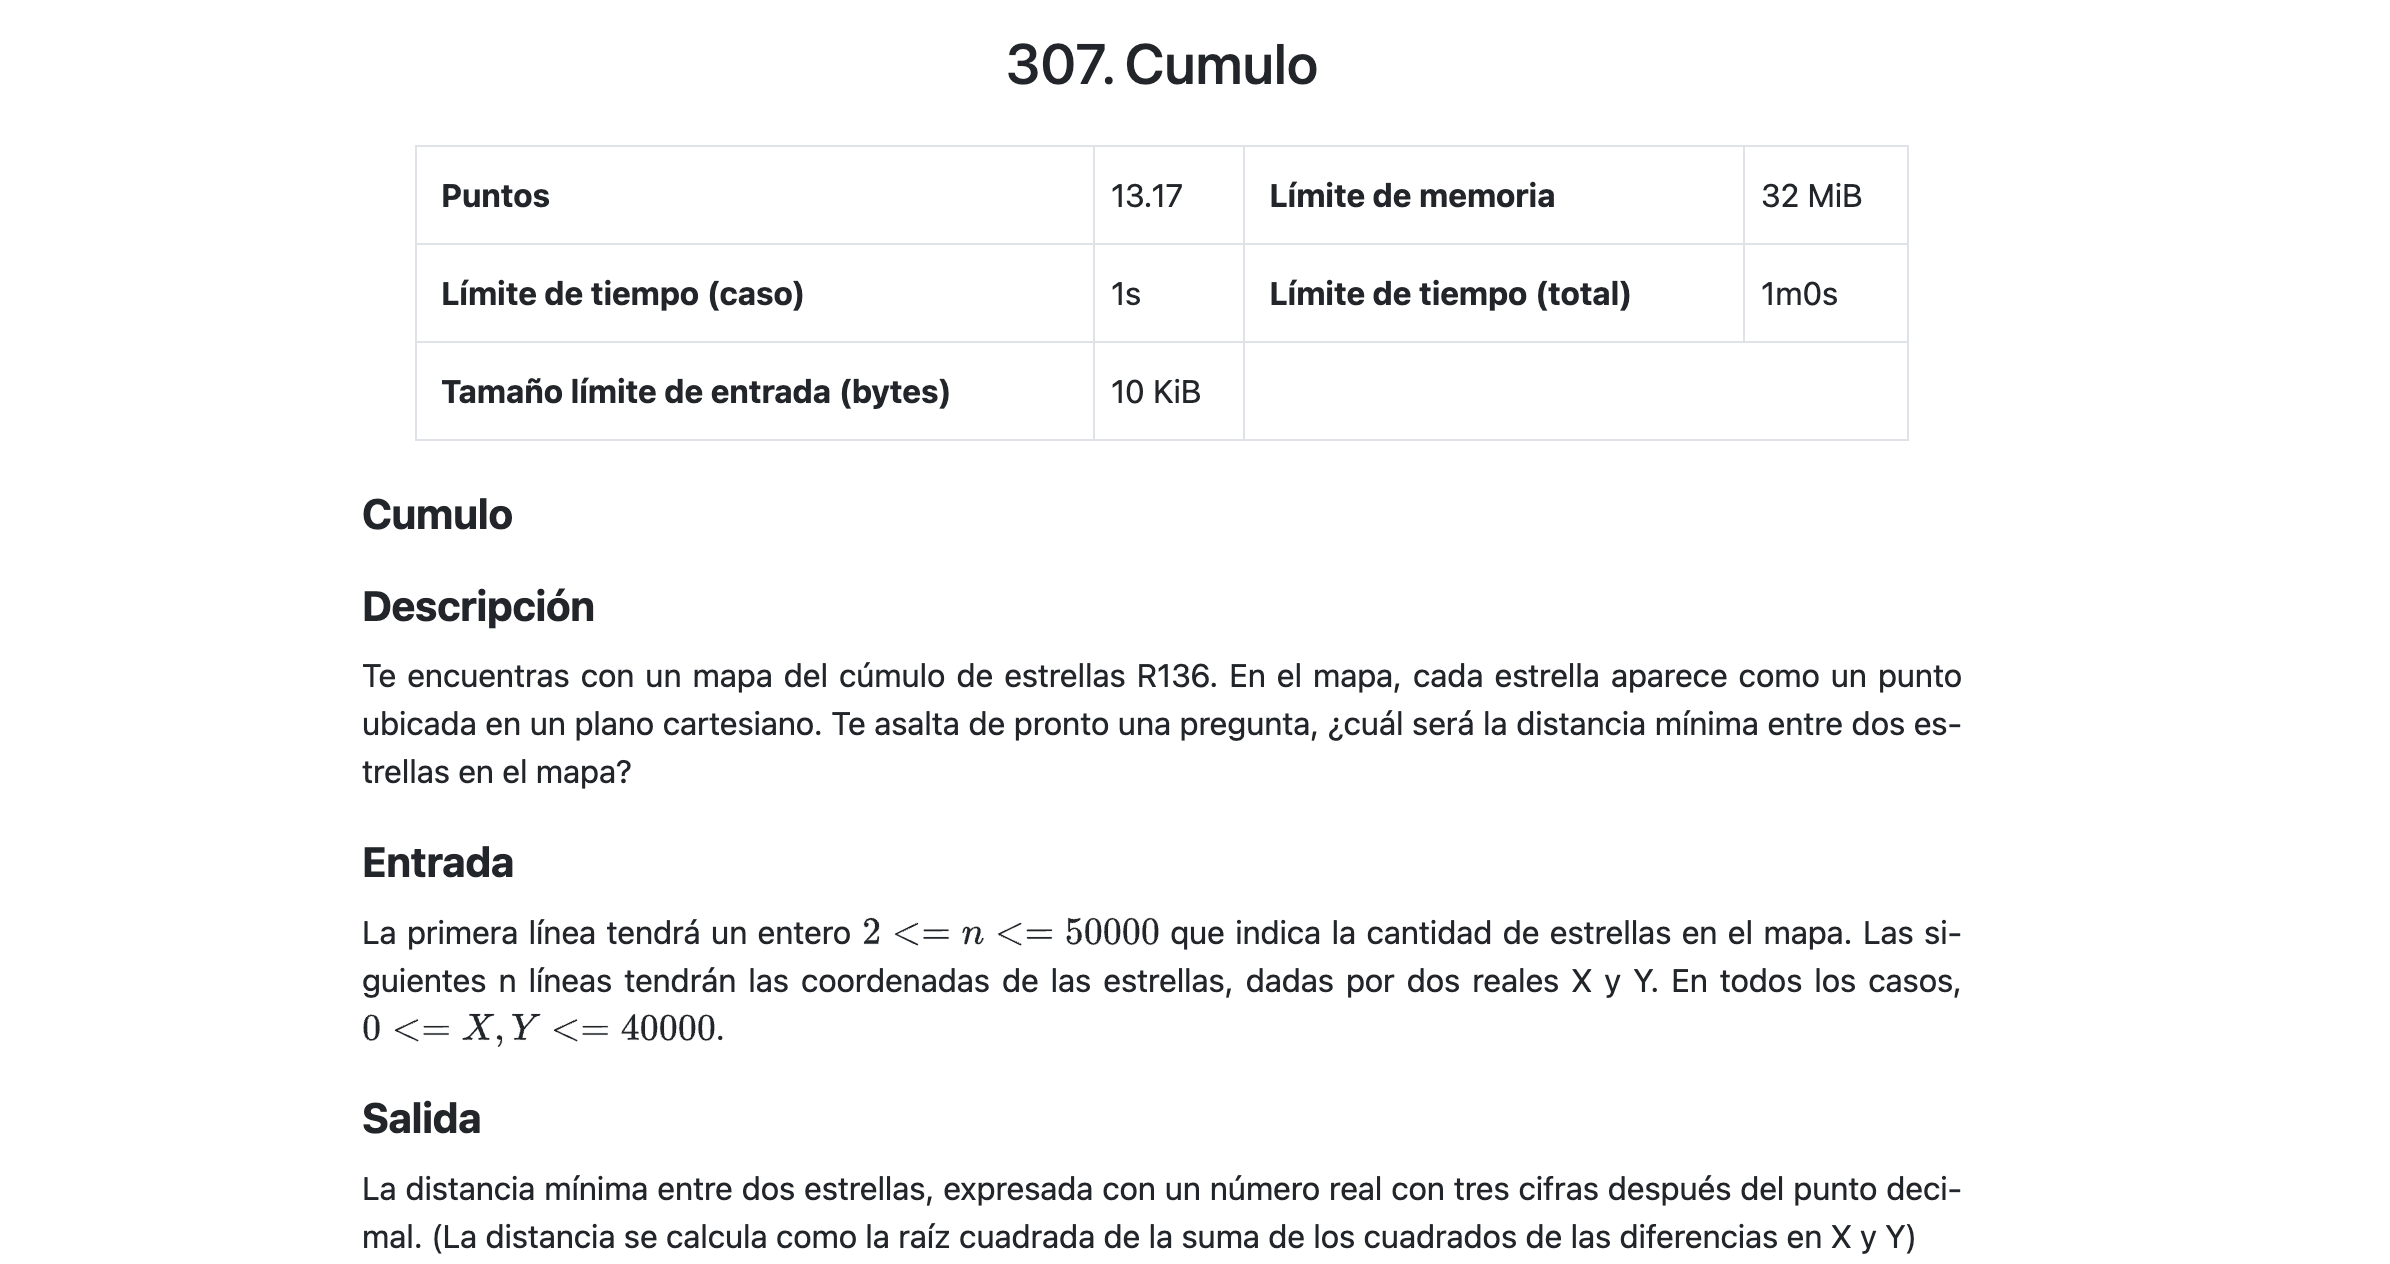 307. Cumulo
Puntos 13.17 Límite de memoria 32 MiB
Límite de tiempo (caso) 1s Límite de tiempo (total) 1m0s
Tamaño límite de entrada (bytes) 10 KiB
Cumulo
Descripción
Te encuentras con un mapa del cúmulo de estrellas R136. En el mapa, cada estrella aparece como un punto
ubicada en un plano cartesiano. Te asalta de pronto una pregunta, ¿cuál será la distancia mínima entre dos es-
trellas en el mapa?
Entrada
La primera línea tendrá un entero 2 <= n <= 50000 que indica la cantidad de estrellas en el mapa. Las si-
guientes n líneas tendrán las coordenadas de las estrellas, dadas por dos reales X y Y. En todos los casos,
0 <= X, Y <= 40000.
Salida
La distancia mínima entre dos estrellas, expresada con un número real con tres cifras después del punto deci-
mal. (La distancia se calcula como la raíz cuadrada de la suma de los cuadrados de las diferencias en X y Y)